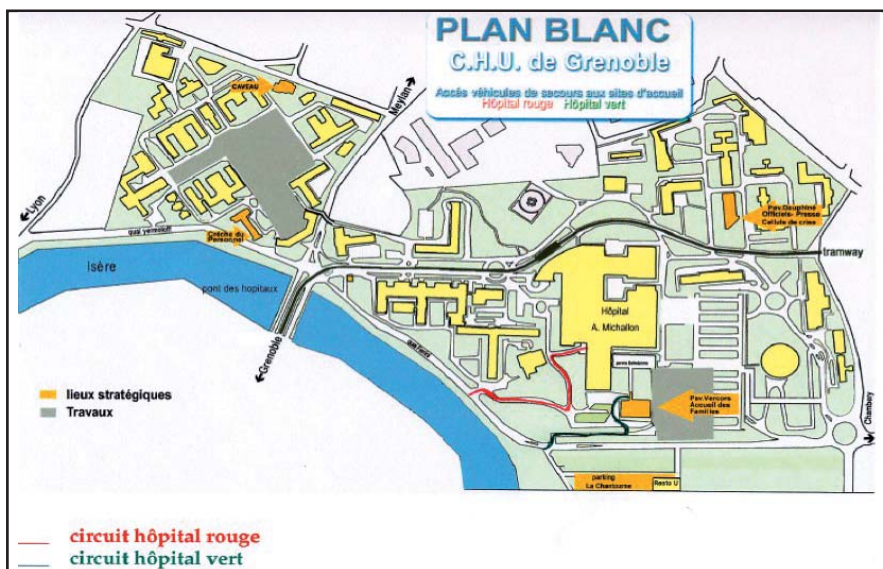 PLAN BLANC
C.H.U. de Grenoble
Accès véhicules de secours aux sites d'accueil
Hôpital rouge Hôpital vert
CAVEAU
Meylan
Lyon
quai yermoloff
Crèche du
Personnel
Isère
pont des hopitaux
Grenoble
Pav.Dauphiné
Officiels- Presse
Cellule de crise
tramway
Hôpital
A. Michallon
Pav.Vercors
Accueil des
Familles
Chambery
parking
La Chantourne
Resto U
lieux stratégiques
Travaux
circuit hôpital rouge
circuit hôpital vert